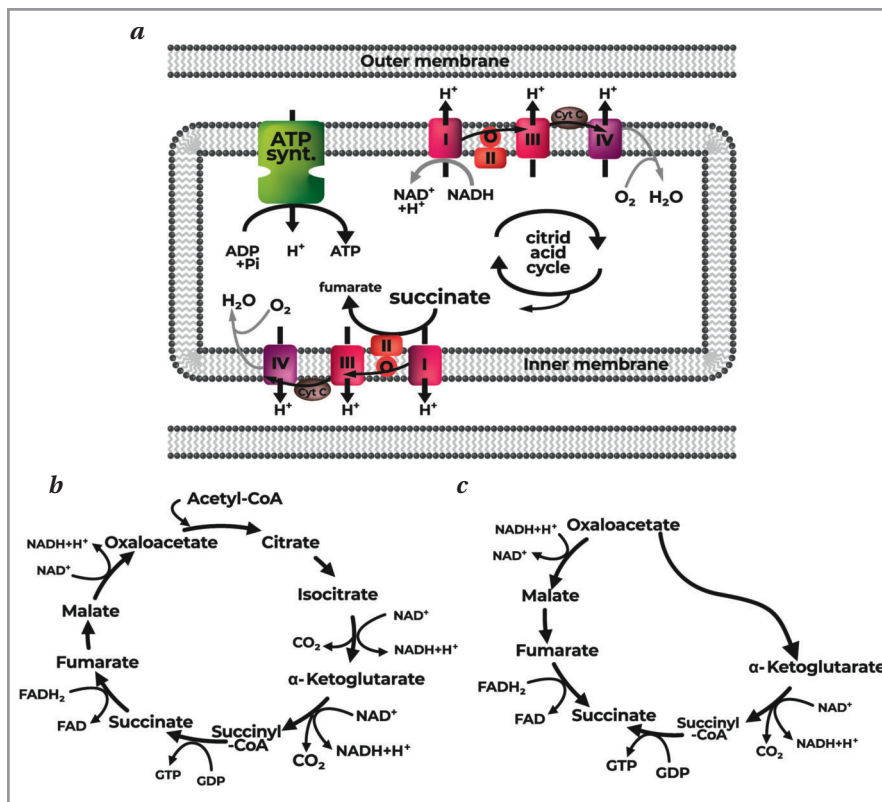 a
Outer membrane
H⁺ H⁺ H⁺
Cyt C
ATP
synt.
I O III IV
II
NAD⁺
+H⁺
NADH
O₂ H₂O
ADP
+Pi
H⁺ ATP
citrid
acid
cycle
fumarate succinate
H₂O O₂
II
IV III O I
Inner membrane
Cyt C
H⁺ H⁺ H⁺
b
Acetyl-CoA
Oxaloacetate Citrate
NADH+H⁺
NAD⁺
Isocitrate
Malate
NAD⁺
CO₂ NADH+H⁺
Fumarate
α-Ketoglutarate
FADH₂
FAD
Succinate
Succinyl
-CoA
NAD⁺
NADH+H⁺
CO₂
GTP GDP
c
Oxaloacetate
NADH+H⁺
NAD⁺
Malate
Fumarate
α-Ketoglutarate
FADH₂
FAD
Succinate
Succinyl
-CoA
NAD⁺
NADH+H⁺
CO₂
GTP GDP